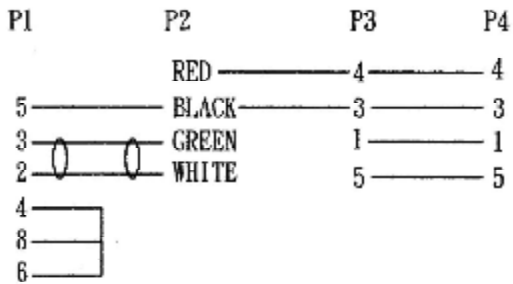 P1 P2 P3 P4
RED 4 4
5 BLACK 3 3
3 GREEN 1 1
2 WHITE 5 5
4
8
6